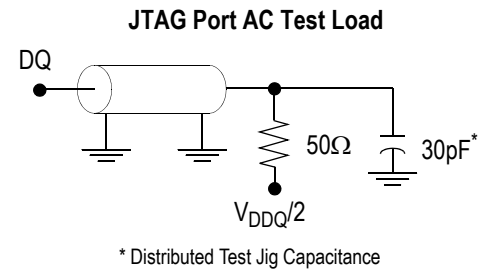 JTAG Port AC Test Load
DQ
50Ω
30pF*
VDDQ/2
* Distributed Test Jig Capacitance